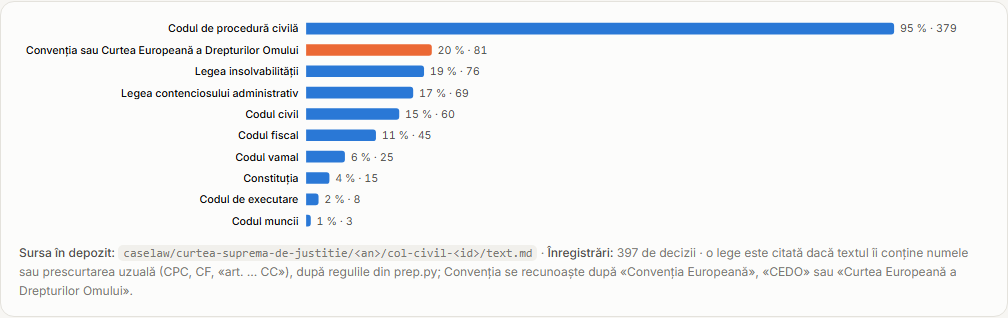 Codul de procedură civilă 95 % · 379
Convenția sau Curtea Europeană a Drepturilor Omului 20 % · 81
Legea insolvabilității 19 % · 76
Legea contenciosului administrativ 17 % · 69
Codul civil 15 % · 60
Codul fiscal 11 % · 45
Codul vamal 6 % · 25
Constituția 4 % · 15
Codul de executare 2 % · 8
Codul muncii 1 % · 3
Sursa în depozit: caselaw/curtea-suprema-de-justitie/<an>/col-civil-<id>/text.md · Înregistrări: 397 de decizii · o lege este citată dacă textul îi conține numele
sau prescurtarea uzuală (CPC, CF, «art. ... CC»), după regulile din prep.py; Convenția se recunoaște după «Convenția Europeană», «CEDO» sau «Curtea Europeană a
Drepturilor Omului».